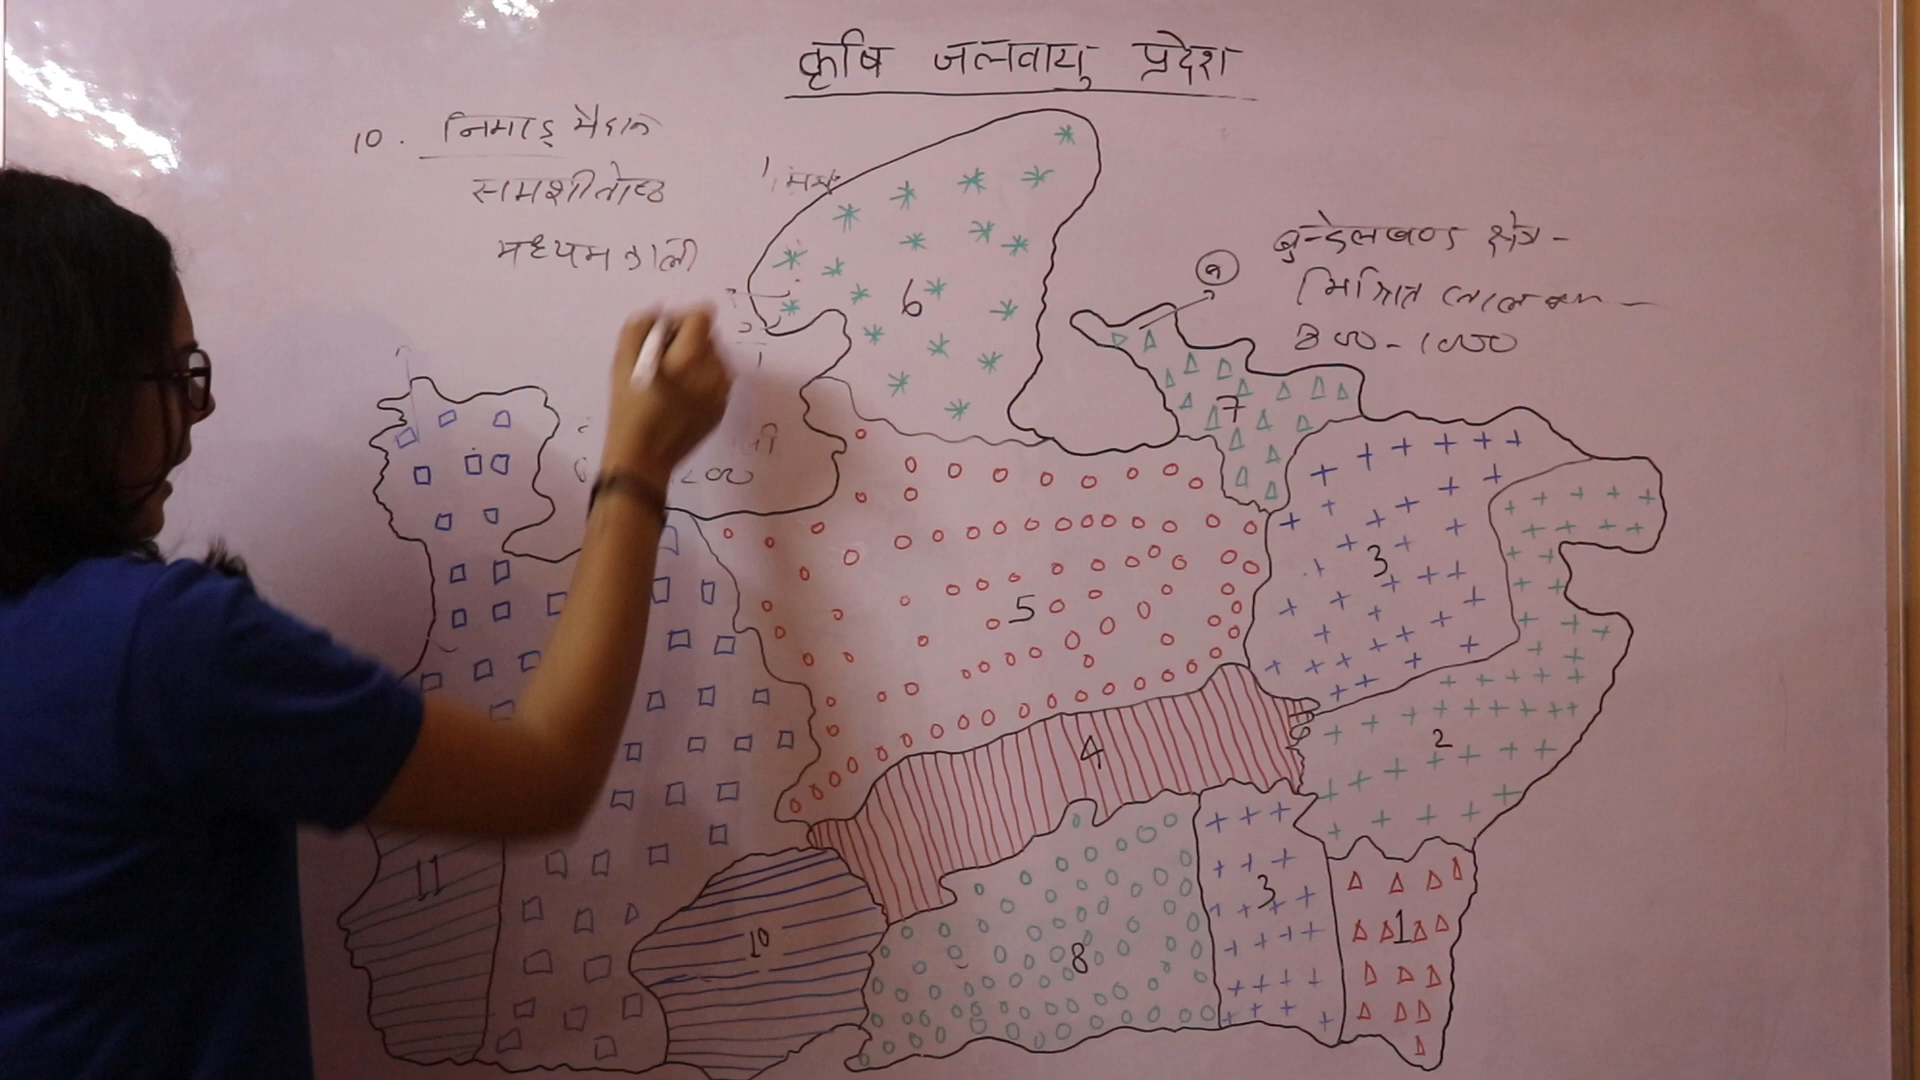 कृषि जलवायु प्रदेश
10. निमाड़ मैदान
समशीतोष्ण
मध्यम काली
a
बुन्देलखण्ड क्षेत्र -
मिश्रित लाल
800 - 1000
6
7
3
5
4
2
11
10
8
3
1